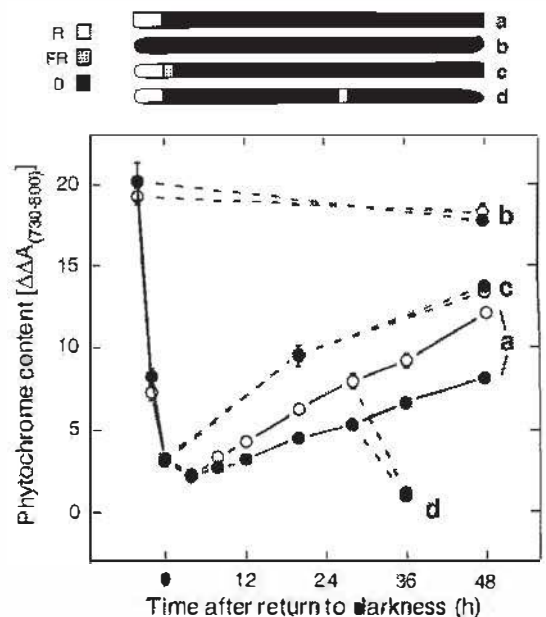 R
FR
D
a
b
c
d
Phytochrome content [ΔΔA(730-800)]
20
15
10
5
0
b
c
a
d
0 12 24 36 48
Time after return to darkness (h)